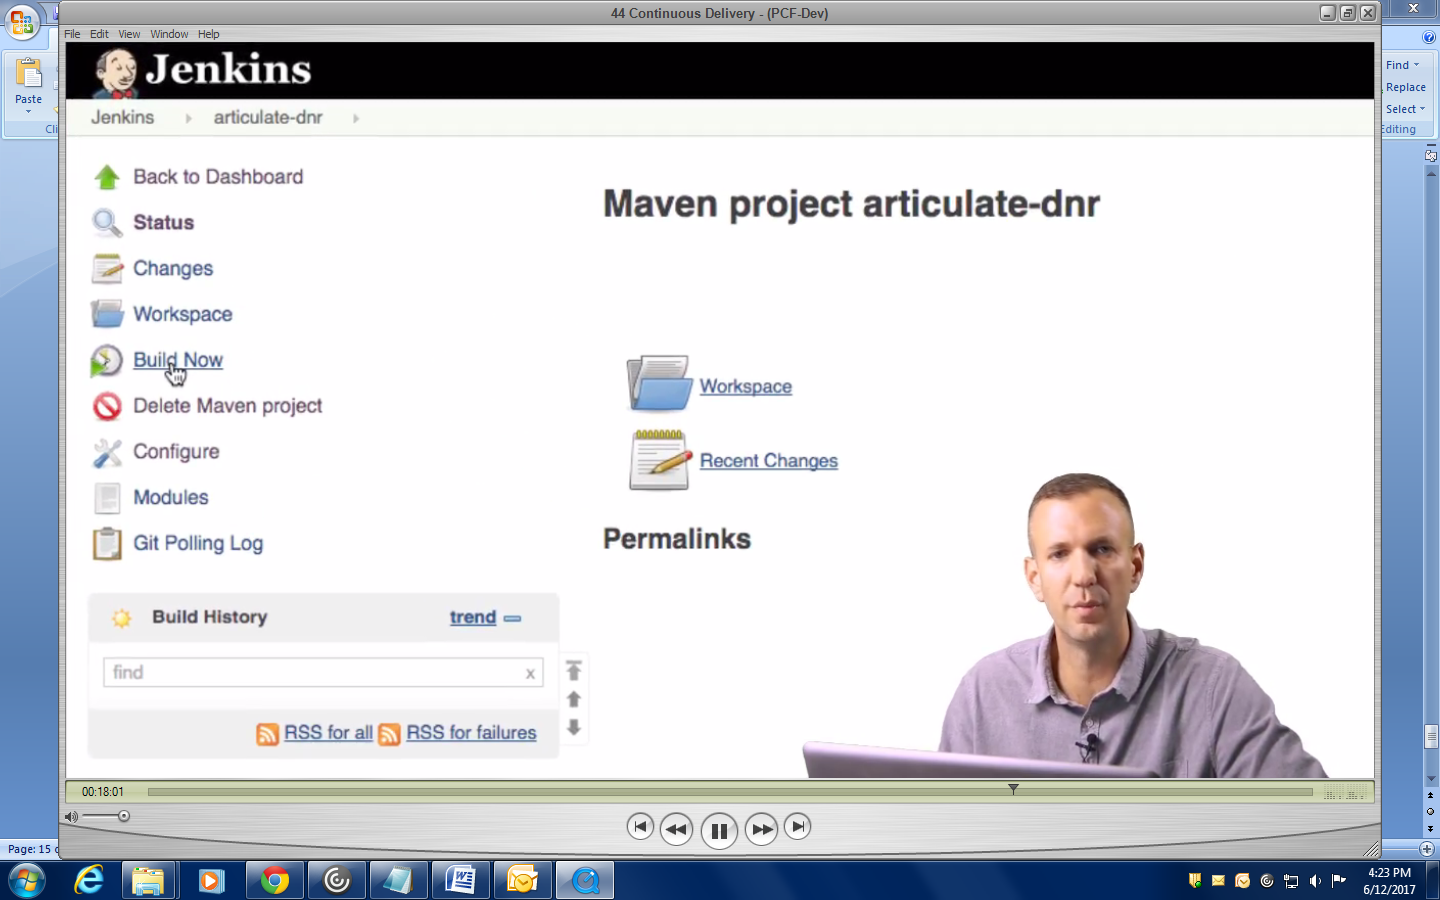 44 Continuous Delivery - (PCF-Dev)
File Edit View Window Help
Jenkins
Jenkins articulate-dnr
Back to Dashboard
Status
Changes
Workspace
Build Now
Delete Maven project
Configure
Modules
Git Polling Log
Build History trend
find x
RSS for all RSS for failures
Maven project articulate-dnr
Workspace
Recent Changes
Permalinks
00:18:01
Paste
Cli
Find
Replace
Select
Editing
Page: 15 o
4:23 PM
6/12/2017